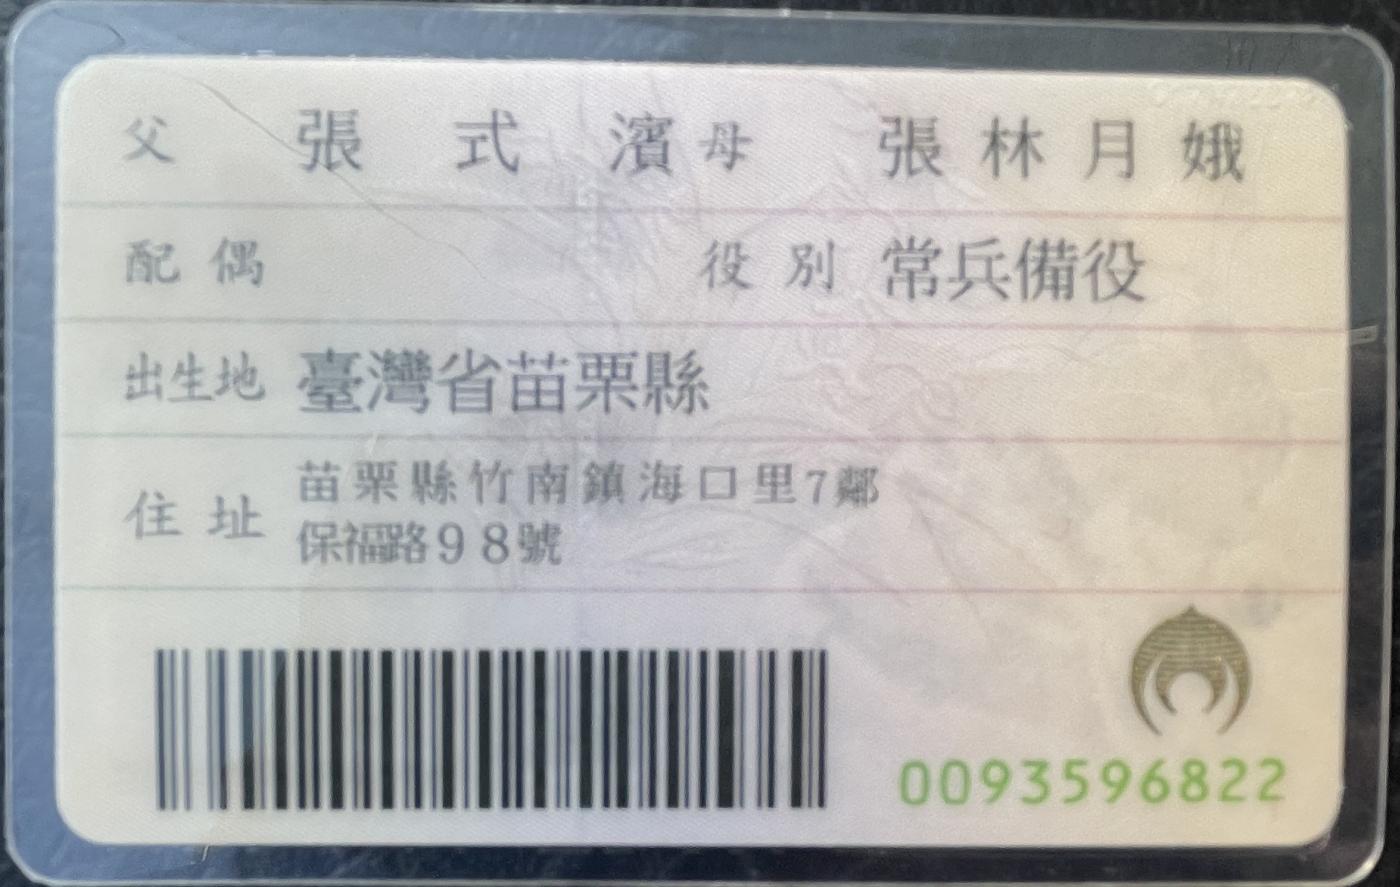 父 張式濱 母 張林月娥
配偶 役別 常兵備役
出生地 臺灣省苗栗縣
住址 苗栗縣竹南鎮海口里7鄰
保福路98號
0093596822